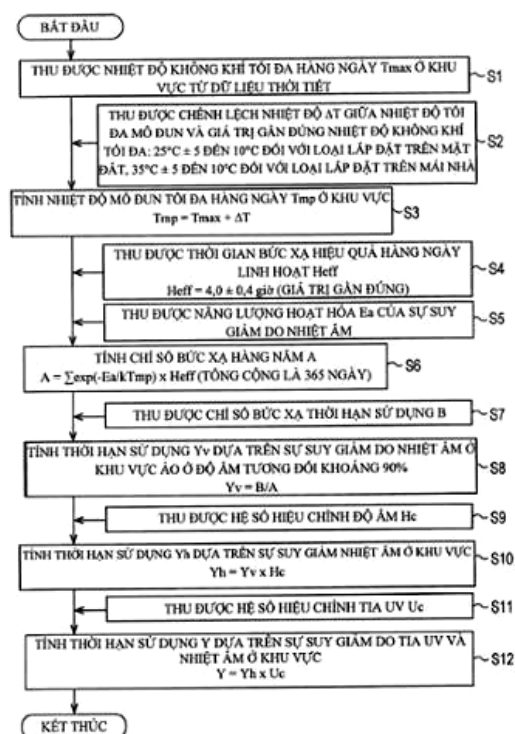 BẮT ĐẦU
THU ĐƯỢC NHIỆT ĐỘ KHÔNG KHÍ TỐI ĐA HÀNG NGÀY Tmax Ở KHU
VỰC TỪ DỮ LIỆU THỜI TIẾT
S1
THU ĐƯỢC CHÊNH LỆCH NHIỆT ĐỘ ΔT GIỮA NHIỆT ĐỘ TỐI
ĐA MÔ ĐUN VÀ GIÁ TRỊ GẦN ĐÚNG NHIỆT ĐỘ KHÔNG KHÍ
TỐI ĐA: 25°C ± 5 ĐẾN 10°C ĐỐI VỚI LOẠI LẮP ĐẶT TRÊN MẶT
ĐẤT, 35°C ± 5 ĐẾN 10°C ĐỐI VỚI LOẠI LẮP ĐẶT TRÊN MÁI NHÀ
S2
TÍNH NHIỆT ĐỘ MÔ ĐUN TỐI ĐA HÀNG NGÀY Tmp Ở KHU VỰC
Tmp = Tmax + ΔT
S3
THU ĐƯỢC THỜI GIAN BỨC XẠ HIỆU QUẢ HÀNG NGÀY
LINH HOẠT Heff
Heff = 4,0 ± 0,4 giờ (GIÁ TRỊ GẦN ĐÚNG)
S4
THU ĐƯỢC NĂNG LƯỢNG HOẠT HÓA Ea CỦA SỰ SUY
GIẢM DO NHIỆT ẨM
S5
TÍNH CHỈ SỐ BỨC XẠ HÀNG NĂM A
A = ∑exp(-Ea/kTmp) x Heff (TỔNG CỘNG LÀ 365 NGÀY)
S6
THU ĐƯỢC CHỈ SỐ BỨC XẠ THỜI HẠN SỬ DỤNG B
S7
TÍNH THỜI HẠN SỬ DỤNG Yv DỰA TRÊN SỰ SUY GIẢM DO NHIỆT ẨM Ở
KHU VỰC ẢO Ở ĐỘ ẨM TƯƠNG ĐỐI KHOẢNG 90%
Yv = B/A
S8
THU ĐƯỢC HỆ SỐ HIỆU CHỈNH ĐỘ ẨM Hc
S9
TÍNH THỜI HẠN SỬ DỤNG Yh DỰA TRÊN SỰ SUY GIẢM NHIỆT ẨM Ở KHU VỰC
Yh = Yv x Hc
S10
THU ĐƯỢC HỆ SỐ HIỆU CHỈNH TIA UV Uc
S11
TÍNH THỜI HẠN SỬ DỤNG Y DỰA TRÊN SỰ SUY GIẢM DO TIA UV VÀ
NHIỆT ẨM Ở KHU VỰC
Y = Yh x Uc
S12
KẾT THÚC